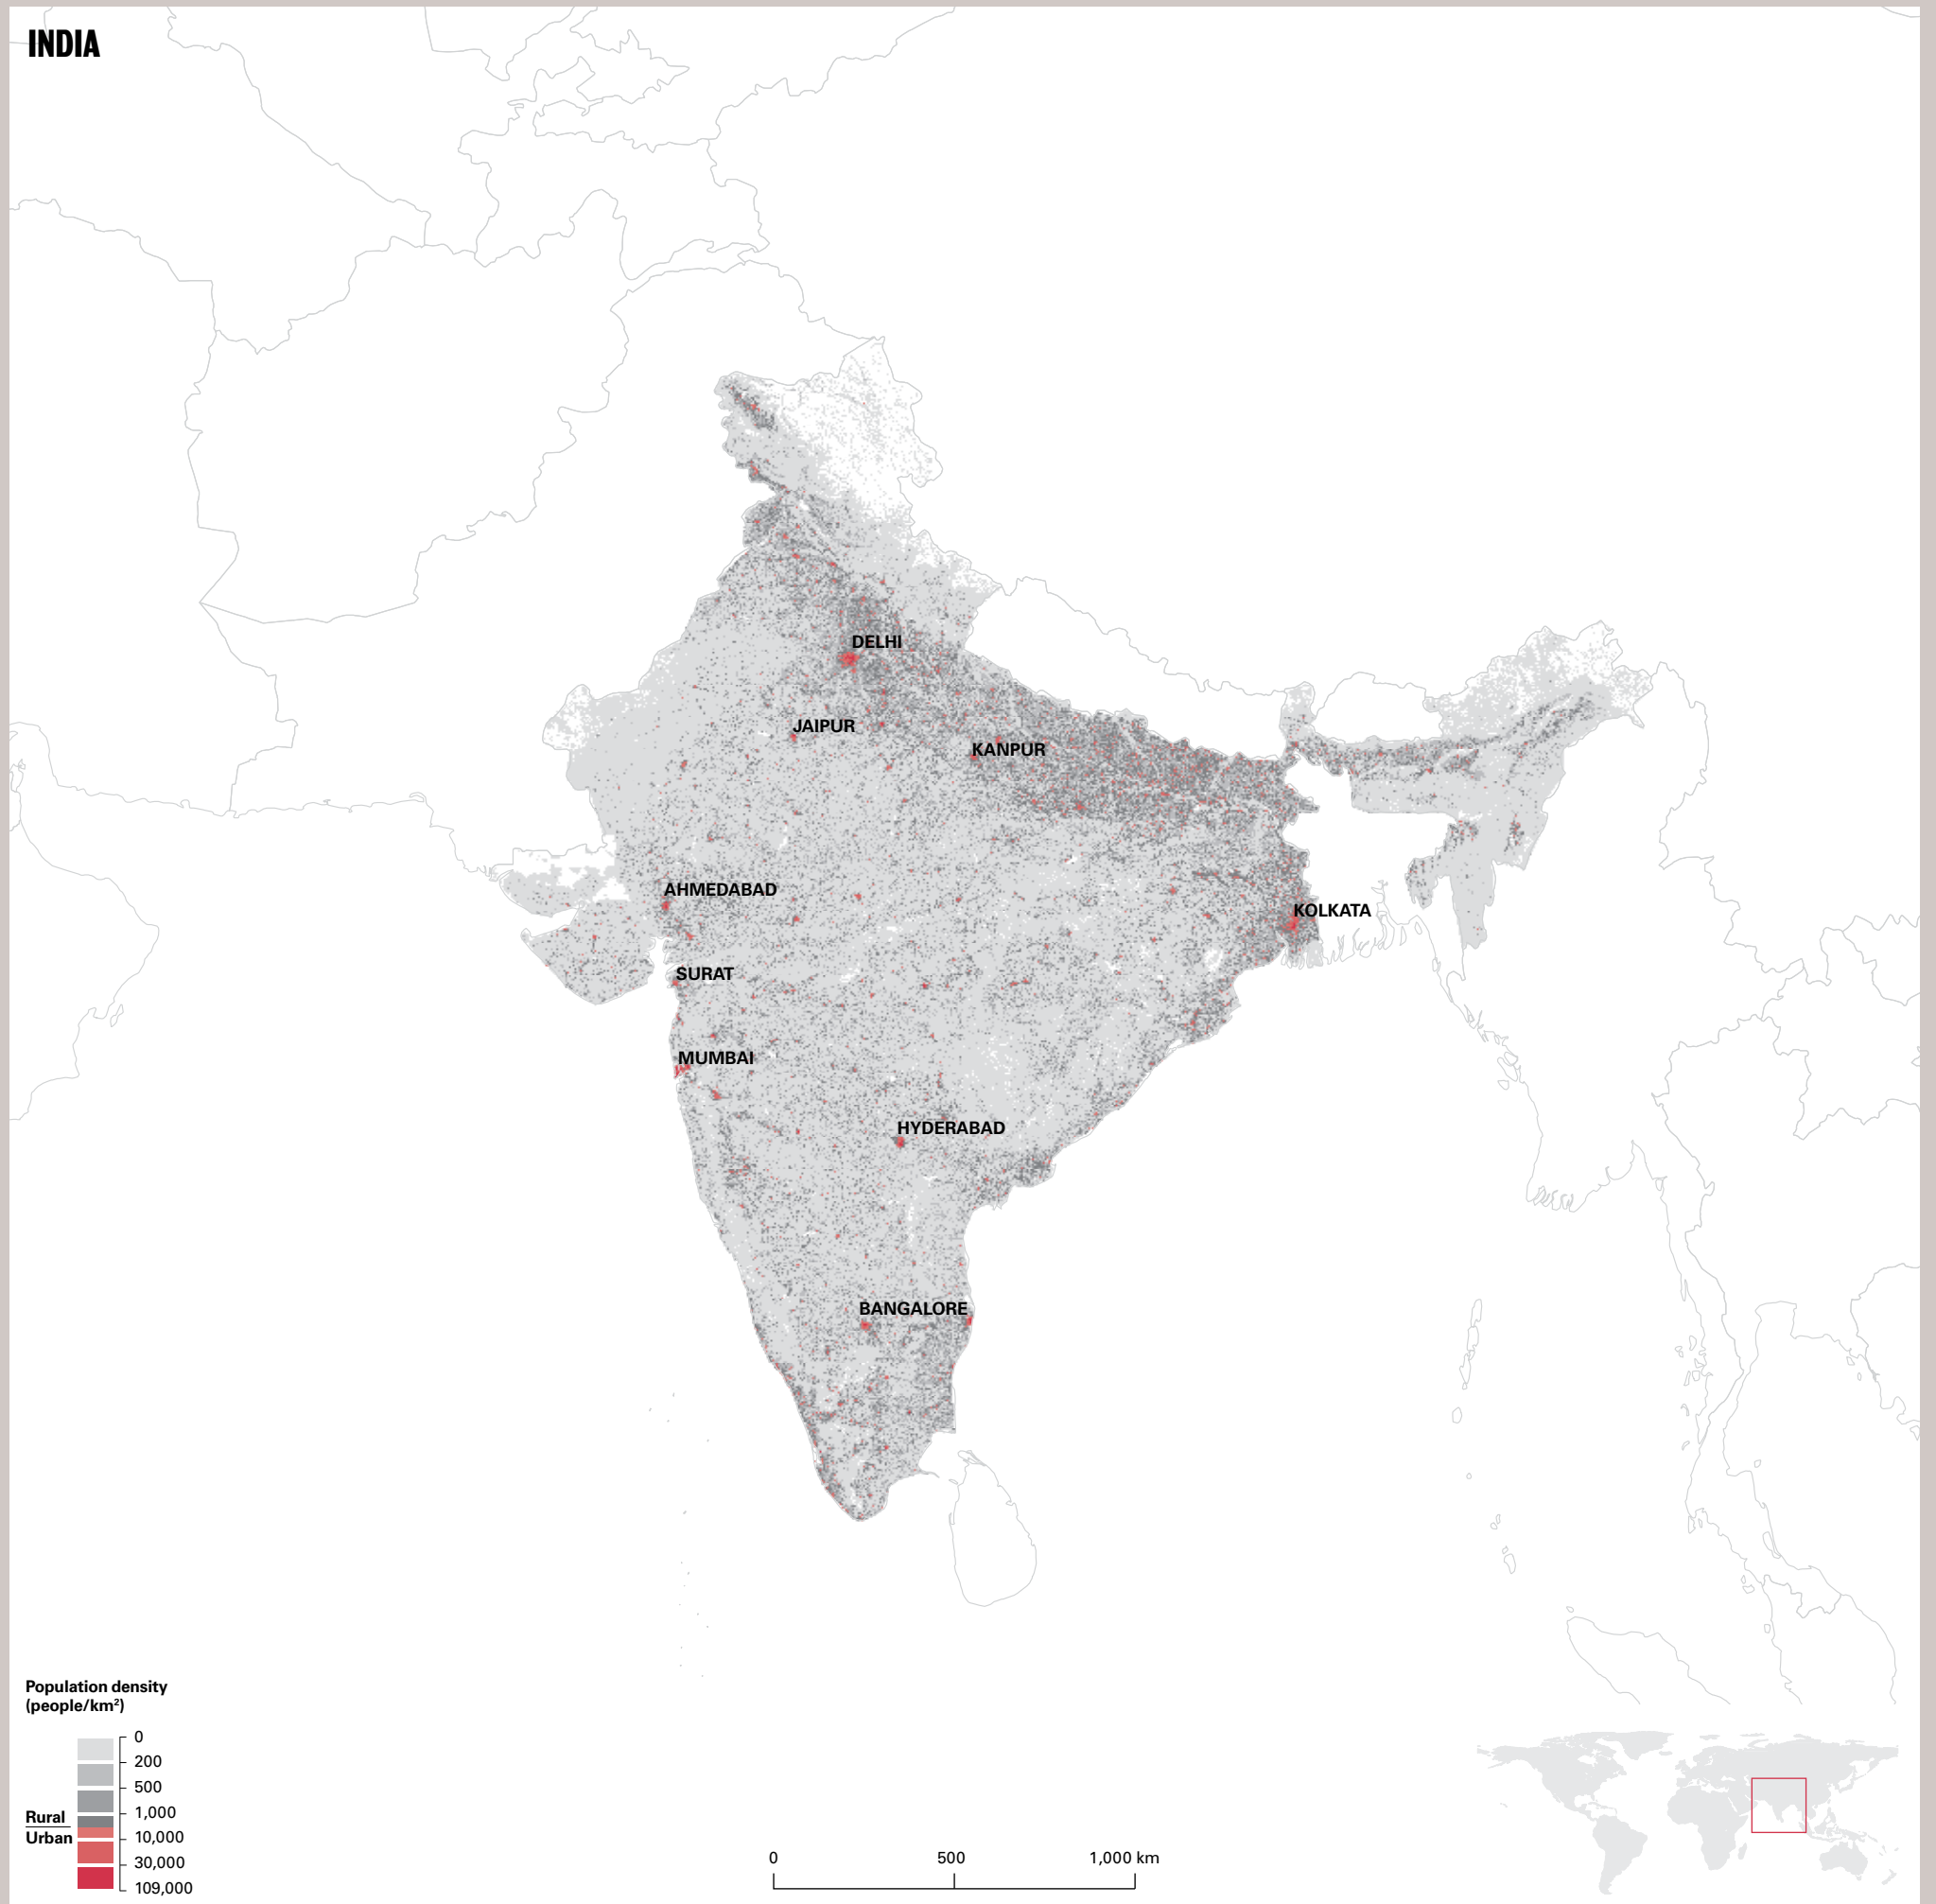 INDIA
DELHI
JAIPUR
KANPUR
AHMEDABAD
KOLKATA
SURAT
MUMBAI
HYDERABAD
BANGALORE
Population density
(people/km²)
0
200
500
1,000
Rural
Urban
10,000
30,000
109,000
0 500 1,000 km